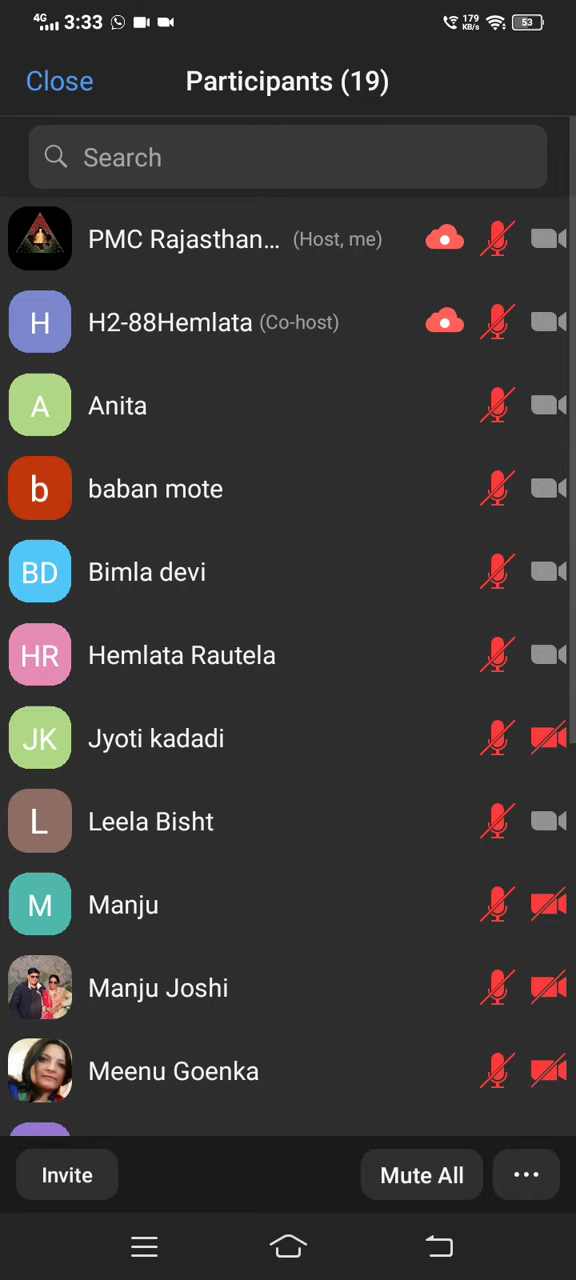 4G 3:33 179 KB/s 53
Close Participants (19)
Search
PMC Rajasthan... (Host, me)
H H2-88Hemlata (Co-host)
A Anita
b baban mote
BD Bimla devi
HR Hemlata Rautela
JK Jyoti kadadi
L Leela Bisht
M Manju
Manju Joshi
Meenu Goenka
Invite Mute All ...